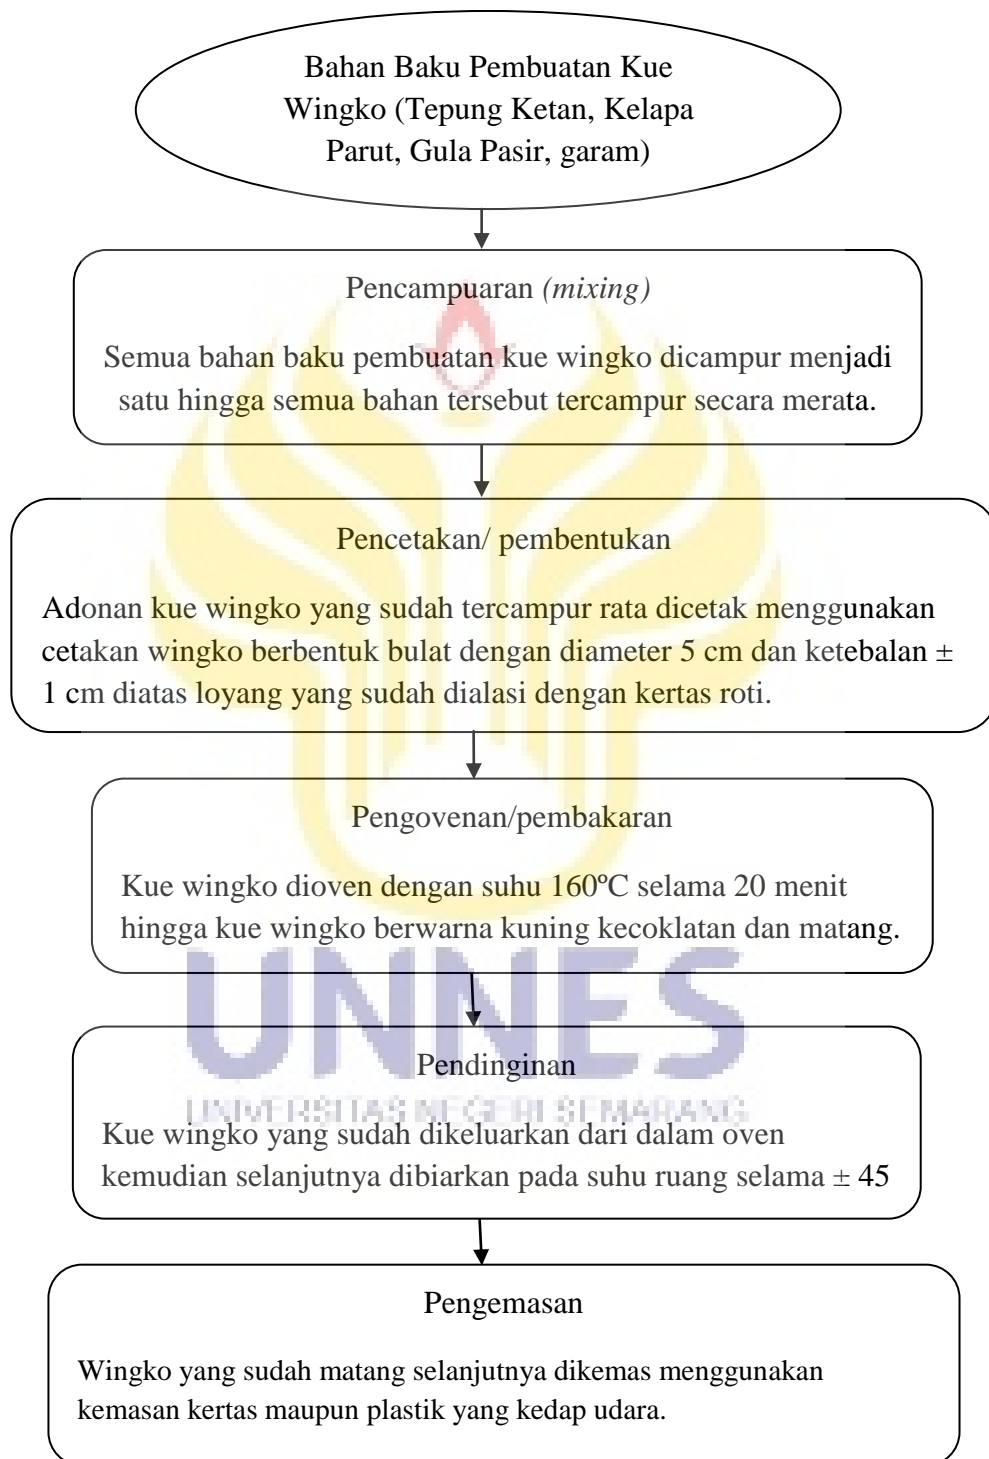 Bahan Baku Pembuatan Kue
Wingko (Tepung Ketan, Kelapa
Parut, Gula Pasir, garam)
Pencampuaran (mixing)
Semua bahan baku pembuatan kue wingko dicampur menjadi
satu hingga semua bahan tersebut tercampur secara merata.
Pencetakan/ pembentukan
Adonan kue wingko yang sudah tercampur rata dicetak menggunakan
cetakan wingko berbentuk bulat dengan diameter 5 cm dan ketebalan ±
1 cm diatas loyang yang sudah dialasi dengan kertas roti.
Pengovenan/pembakaran
Kue wingko dioven dengan suhu 160ºC selama 20 menit
hingga kue wingko berwarna kuning kecoklatan dan matang.
UNNES
Pendinginan
UNIVERSITAS NEGERI SEMARANG
Kue wingko yang sudah dikeluarkan dari dalam oven
kemudian selanjutnya dibiarkan pada suhu ruang selama ± 45
Pengemasan
Wingko yang sudah matang selanjutnya dikemas menggunakan
kemasan kertas maupun plastik yang kedap udara.